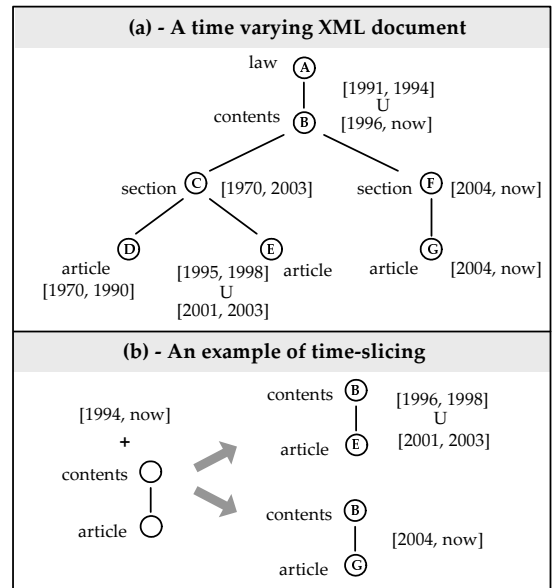 (a) - A time varying XML document
law
A
[1991, 1994]
U
[1996, now]
contents
B
section
C
[1970, 2003]
section
F
[2004, now]
D
article
[1970, 1990]
E
article
[1995, 1998]
U
[2001, 2003]
article
G
[2004, now]
(b) - An example of time-slicing
[1994, now]
+
contents
article
contents
B
article
E
[1996, 1998]
U
[2001, 2003]
contents
B
article
G
[2004, now]